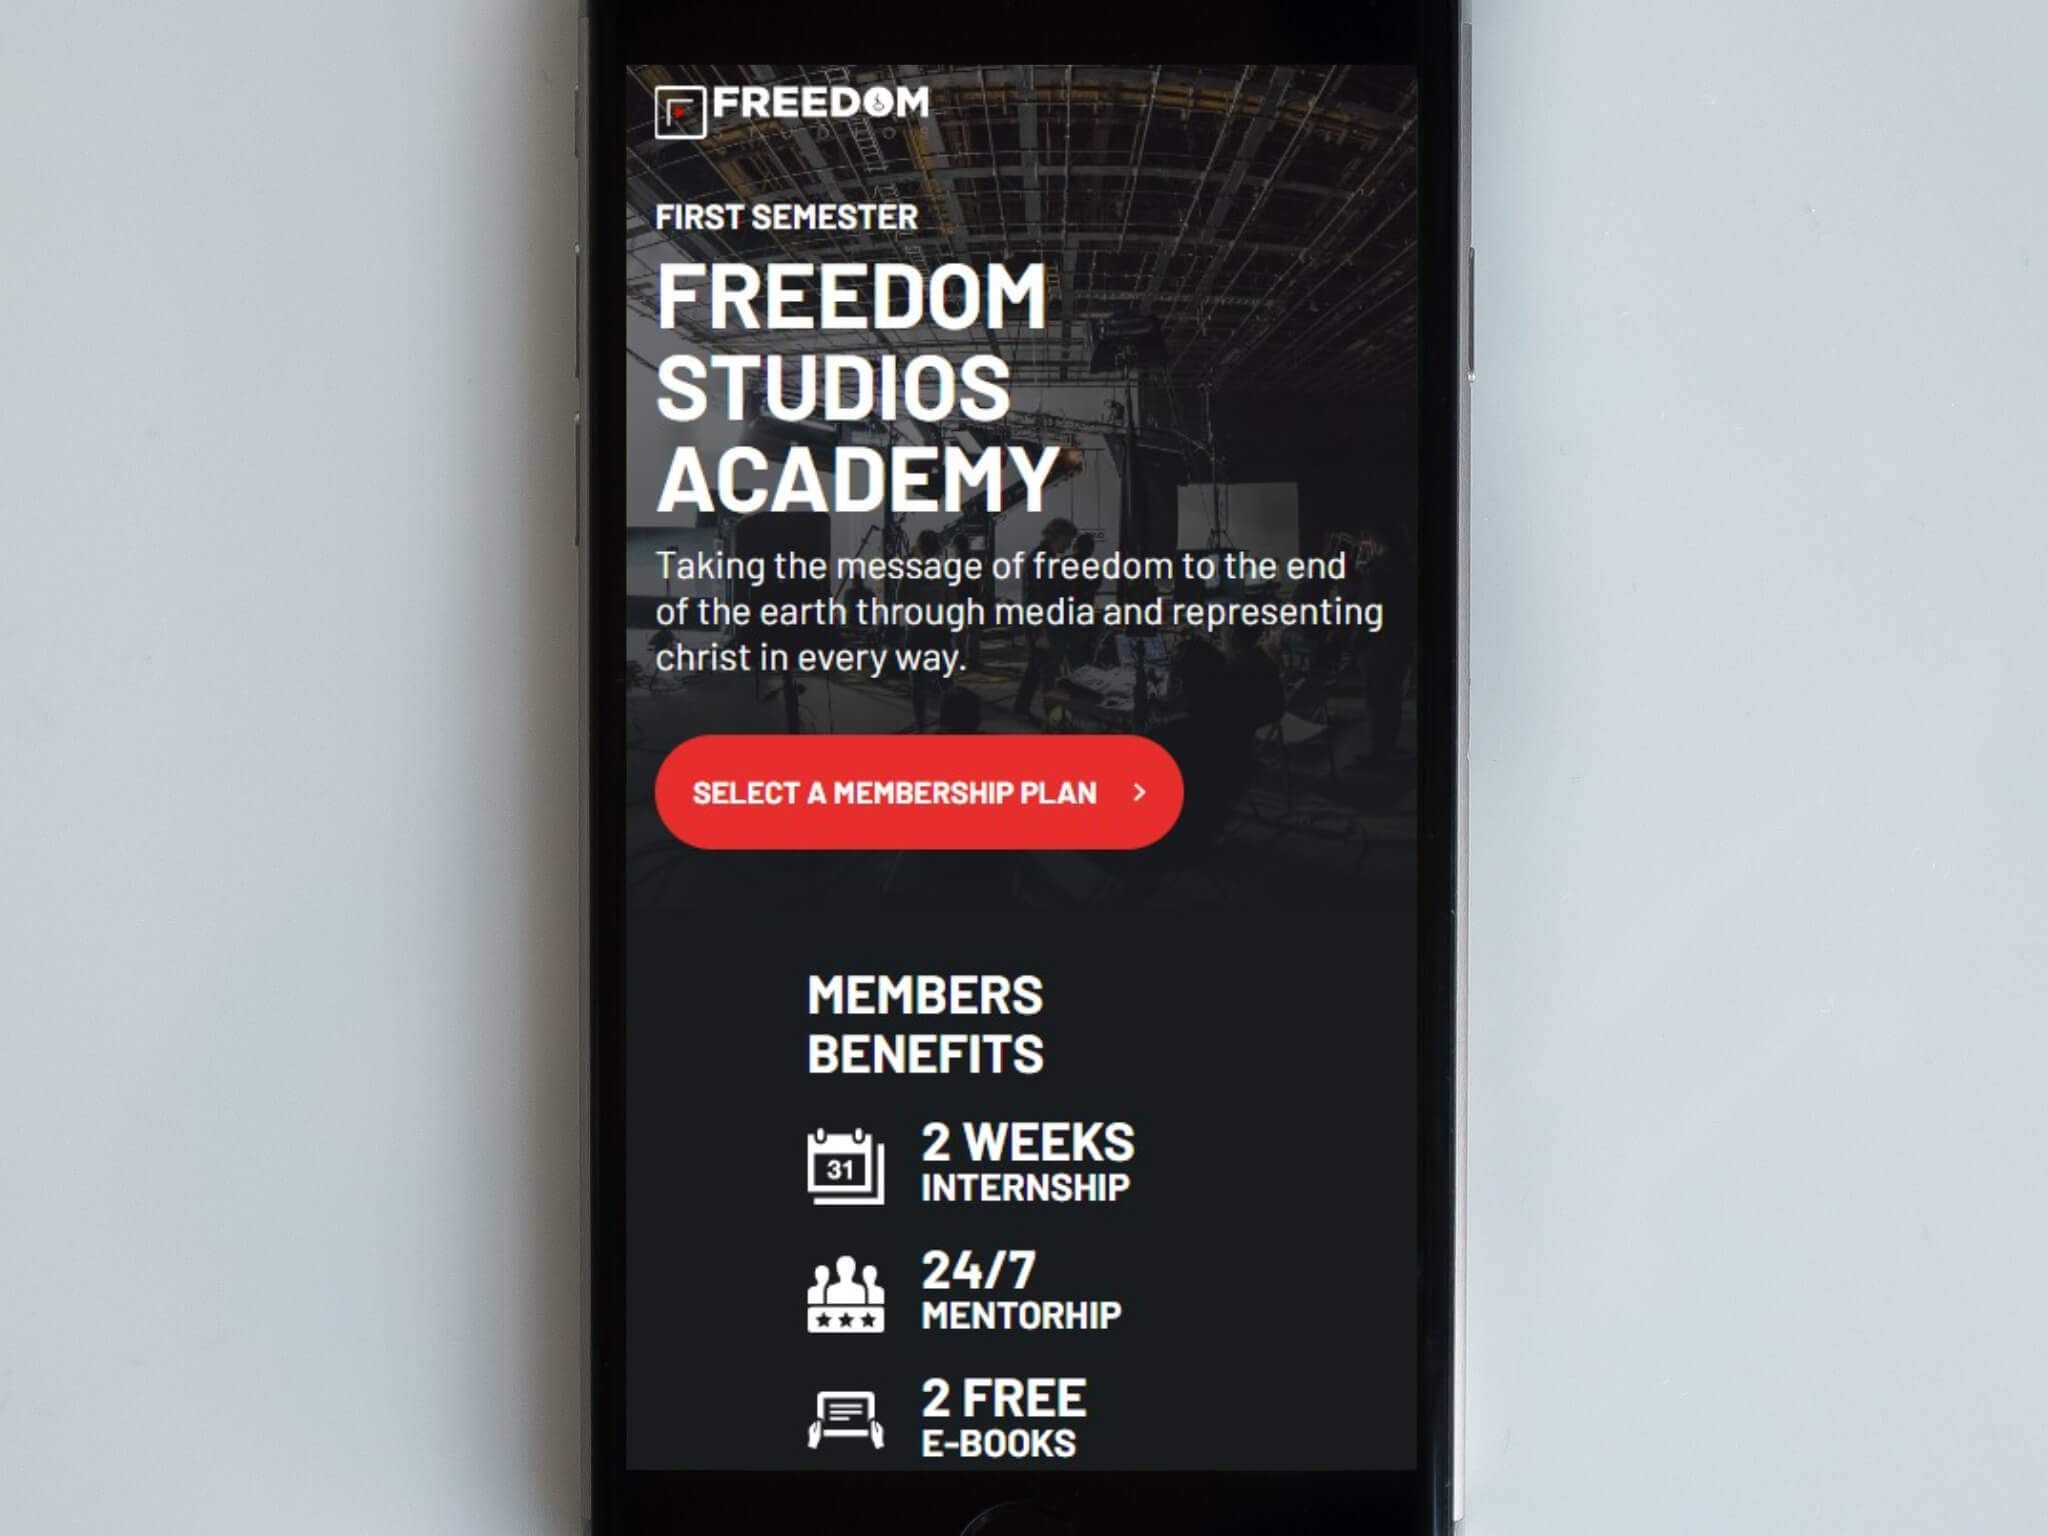 FREEDOM
FIRST SEMESTER
FREEDOM
STUDIOS
ACADEMY
Taking the message of freedom to the end
of the earth through media and representing
christ in every way.
SELECT A MEMBERSHIP PLAN >
MEMBERS
BENEFITS
31
2 WEEKS
INTERNSHIP
24/7
MENTORHIP
2 FREE
E-BOOKS